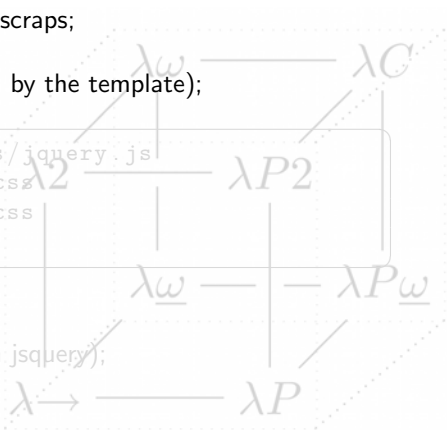 scraps;
λω λC
by the template);
s/jquery.js
css
λ2 λP2
css
λω λPω
jsquery);
λ→ λP